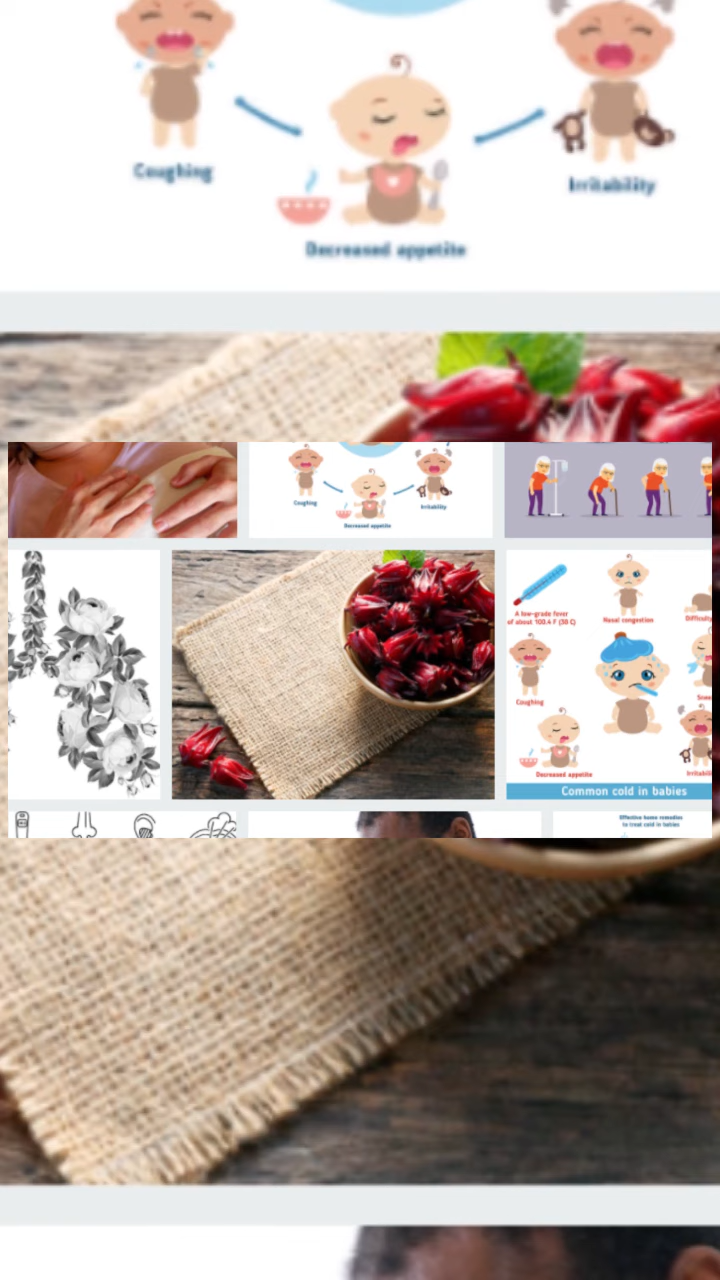 Coughing
Irritability
Decreased appetite
Coughing
Irritability
Decreased appetite
A low-grade fever
of about 100.4 F (38 C)
Nasal congestion
Difficulty
Coughing
Decreased appetite
Common cold in babies
Effective home remedies
to treat cold in babies